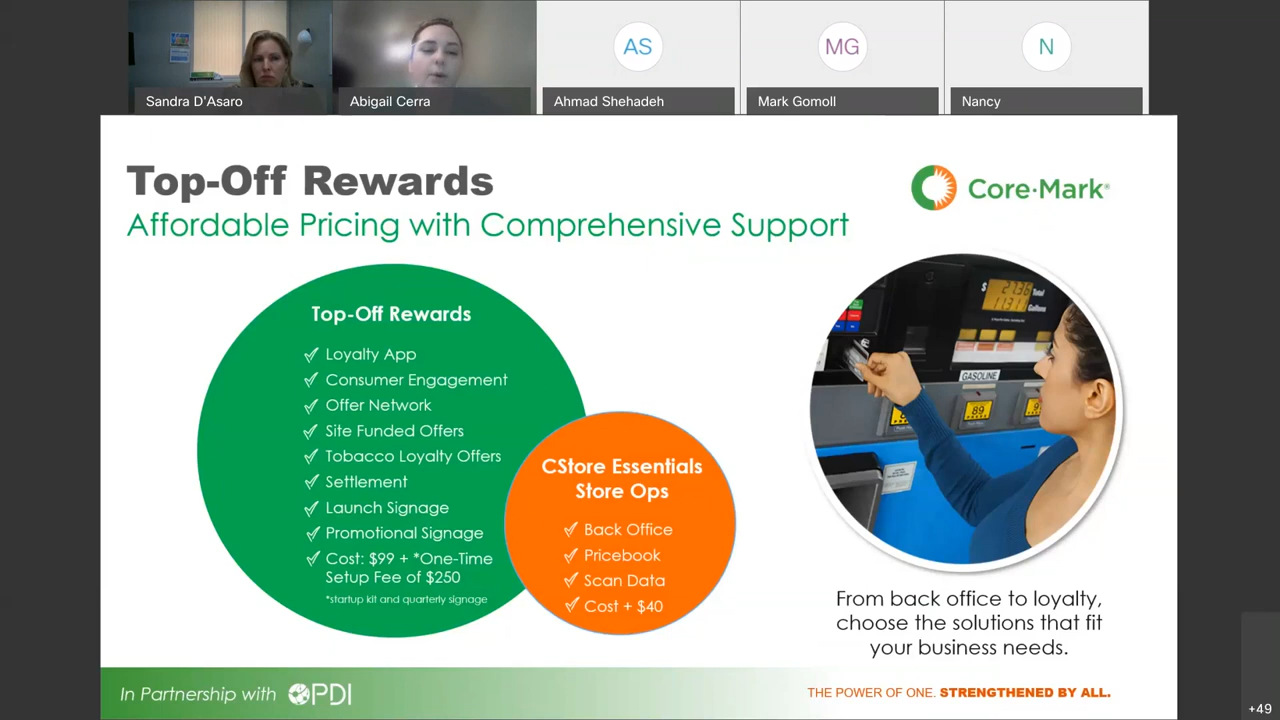 AS
MG
N
Sandra D'Asaro
Abigail Cerra
Ahmad Shehadeh
Mark Gomoll
Nancy
Top-Off Rewards
Affordable Pricing with Comprehensive Support
Core-Mark®
Top-Off Rewards
Loyalty App
Consumer Engagement
Offer Network
Site Funded Offers
Tobacco Loyalty Offers
Settlement
Launch Signage
Promotional Signage
Cost: $99 + *One-Time
Setup Fee of $250
*startup kit and quarterly signage
CStore Essentials
Store Ops
Back Office
Pricebook
Scan Data
Cost + $40
$
Total
Gallons
GASOLINE
89
From back office to loyalty,
choose the solutions that fit
your business needs.
In Partnership with PDI
THE POWER OF ONE. STRENGTHENED BY ALL.
+49